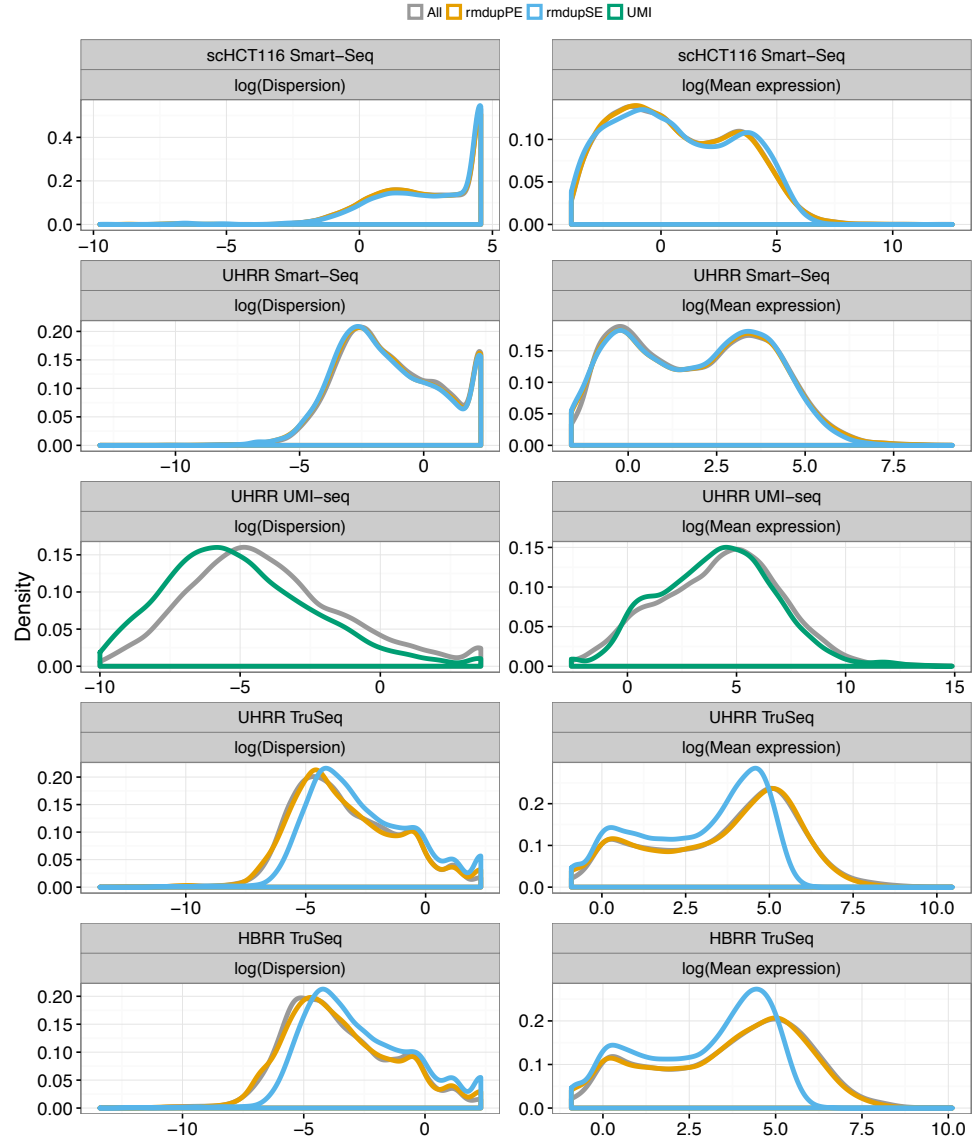 All rmdupPE rmdupSE UMI
scHCT116 Smart−Seq
log(Dispersion)
0.4
0.2
0.0
−10 −5 0 5
scHCT116 Smart−Seq
log(Mean expression)
0.10
0.05
0.00
0 5 10
UHRR Smart−Seq
log(Dispersion)
0.20
0.15
0.10
0.05
0.00
−10 −5 0
UHRR Smart−Seq
log(Mean expression)
0.15
0.10
0.05
0.00
0.0 2.5 5.0 7.5
Density
UHRR UMI−seq
log(Dispersion)
0.15
0.10
0.05
0.00
−10 −5 0
UHRR UMI−seq
log(Mean expression)
0.15
0.10
0.05
0.00
0 5 10 15
UHRR TruSeq
log(Dispersion)
0.20
0.15
0.10
0.05
0.00
−10 −5 0
UHRR TruSeq
log(Mean expression)
0.2
0.1
0.0
0.0 2.5 5.0 7.5 10.0
HBRR TruSeq
log(Dispersion)
0.20
0.15
0.10
0.05
0.00
−10 −5 0
HBRR TruSeq
log(Mean expression)
0.2
0.1
0.0
0.0 2.5 5.0 7.5 10.0